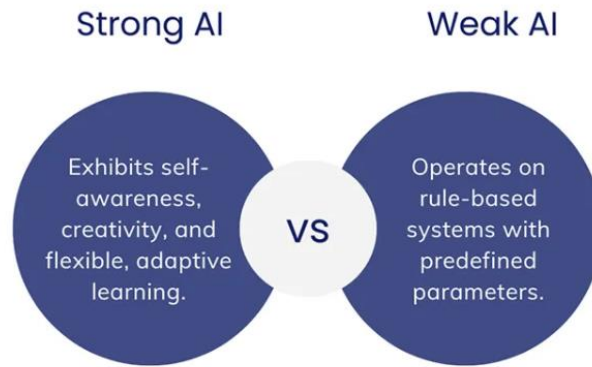 Strong AI
Weak AI
Exhibits self-
awareness,
creativity, and
flexible, adaptive
learning.
vs
Operates on
rule-based
systems with
predefined
parameters.